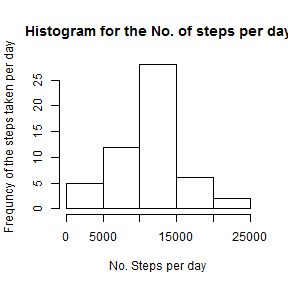 Histogram for the No. of steps per day
Frequncy of the steps taken per day
25
20
15
10
5
0
0 5000 15000 25000
No. Steps per day